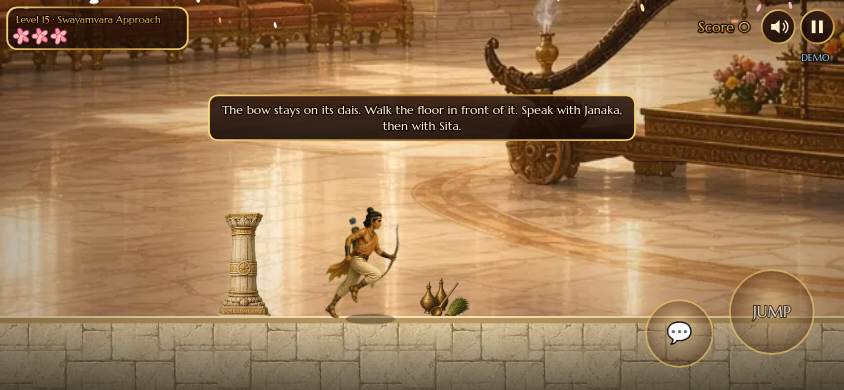 Level 15 · Swayamvara Approach
Score 0
DEMO
The bow stays on its dais. Walk the floor in front of it. Speak with Janaka,
then with Sita.
JUMP